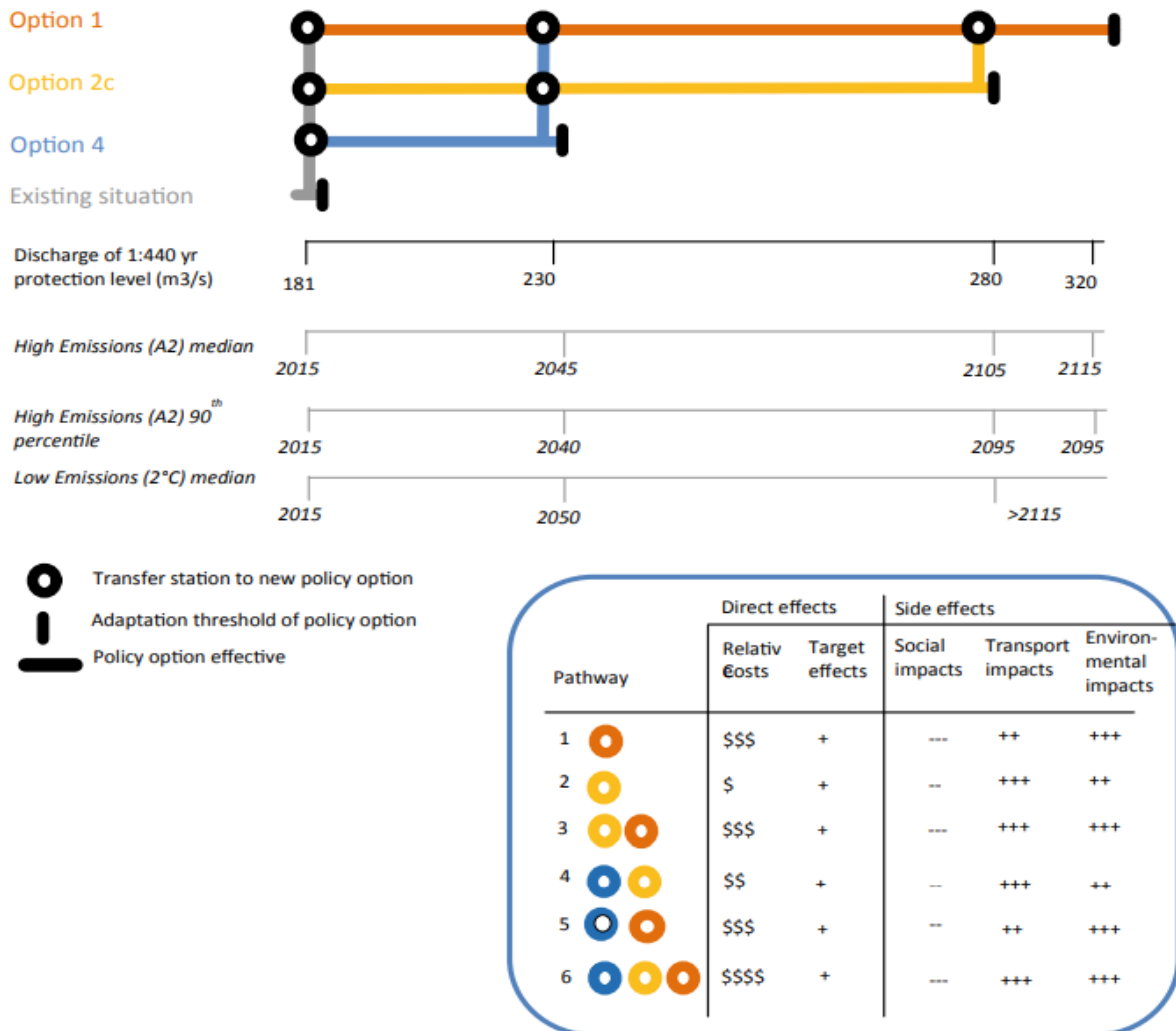 Option 1
Option 2c
Option 4
Existing situation
Discharge of 1:440 yr
protection level (m3/s)
181
230
280
320
High Emissions (A2) median
2015
2045
2105
2115
High Emissions (A2) 90th
percentile
2015
2040
2095
2095
Low Emissions (2°C) median
2015
2050
>2115
Transfer station to new policy option
Adaptation threshold of policy option
Policy option effective
Direct effects
Side effects
Pathway
Relativ
Costs
Target
effects
Social
impacts
Transport
impacts
Environ-
mental
impacts
1 $$$ + --- ++ +++
2 $ + -- +++ ++
3 $$$ + --- +++ +++
4 $$ + -- +++ ++
5 $$$ + -- ++ +++
6 $$$$ + --- +++ +++